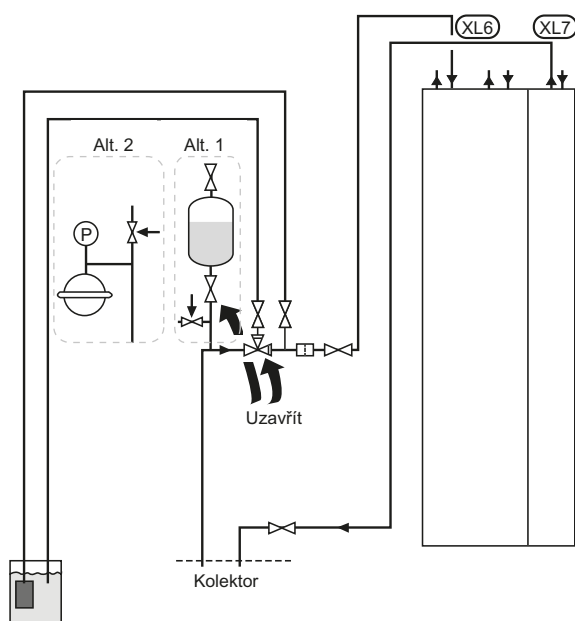 XL6
XL7
Alt. 2
Alt. 1
P
Uzavřít
Kolektor